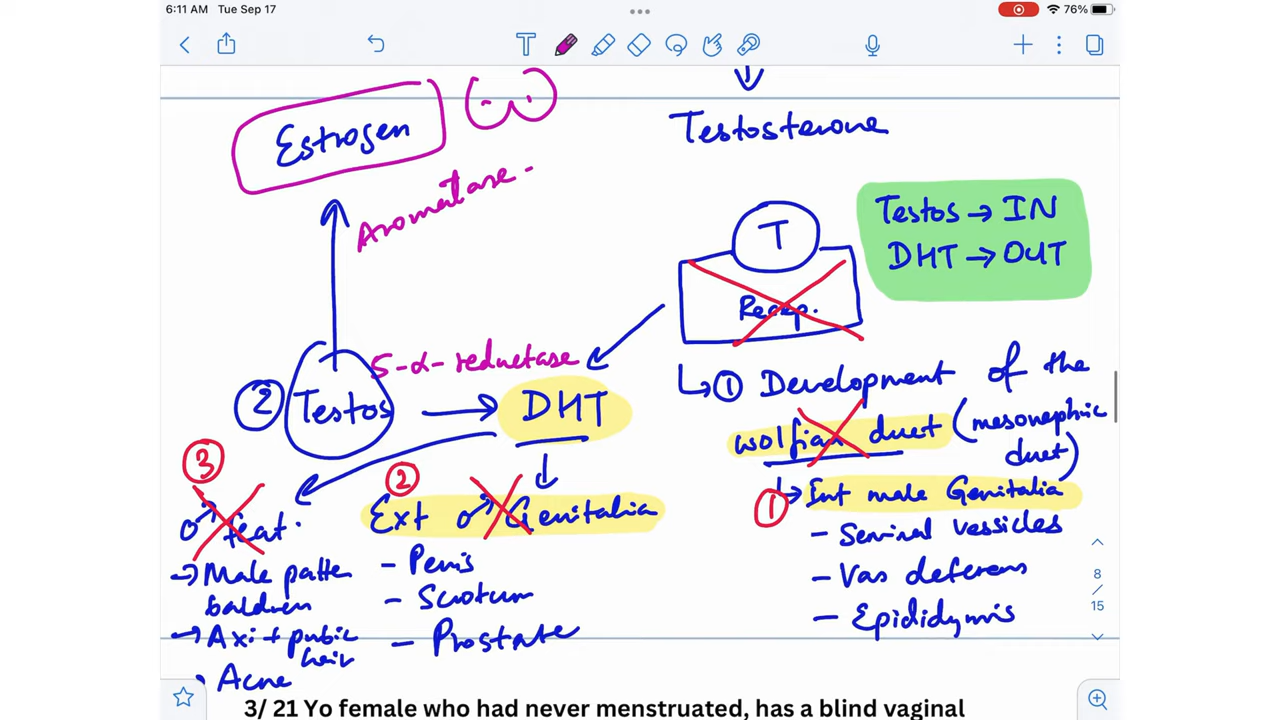 6:11 AM Tue Sep 17
76%
Testosterone
Estrogen
Aromatase
Testos → IN
DHT → OUT
T
Recep.
5-α-reductase
② Testos → DHT
① Development of the
wolfian duct (mesonephric
duct)
① → Int male Genitalia
- Seminal vessicles
- Vas deferens
- Epididymis
② Ext ♂ Genitalia
- Penis
- Scrotum
- Prostate
③
♂ feat.
→ Male patten
baldness
→ Axi + pubic
hair
Acne
8
/
15
3/ 21 Yo female who had never menstruated, has a blind vaginal